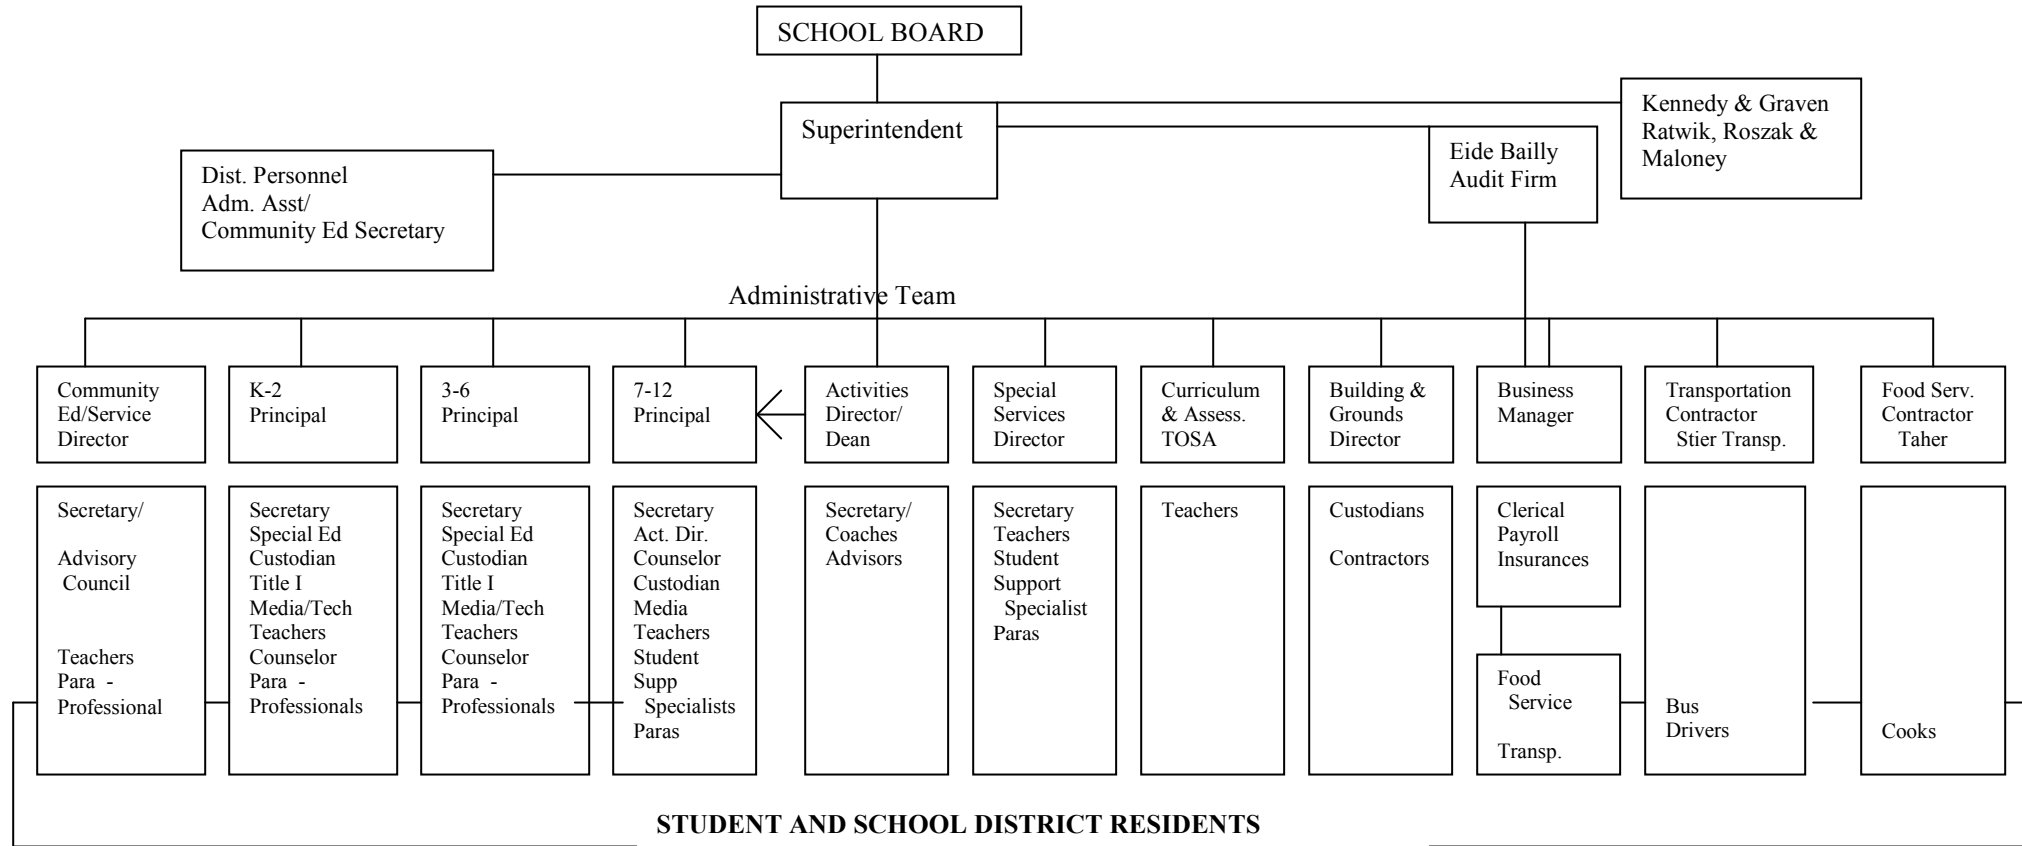 SCHOOL BOARD
Superintendent
Kennedy & Graven
Ratwik, Roszak &
Maloney
Eide Bailly
Audit Firm
Dist. Personnel
Adm. Asst/
Community Ed Secretary
Administrative Team
Community
Ed/Service
Director
K-2
Principal
3-6
Principal
7-12
Principal
Activities
Director/
Dean
Special
Services
Director
Curriculum
& Assess.
TOSA
Building &
Grounds
Director
Business
Manager
Transportation
Contractor
Stier Transp.
Food Serv.
Contractor
Taher
Secretary/
Advisory
Council
Teachers
Para -
Professional
Secretary
Special Ed
Custodian
Title I
Media/Tech
Teachers
Counselor
Para -
Professionals
Secretary
Special Ed
Custodian
Title I
Media/Tech
Teachers
Counselor
Para -
Professionals
Secretary
Act. Dir.
Counselor
Custodian
Media
Teachers
Student
Supp
Specialists
Paras
Secretary/
Coaches
Advisors
Secretary
Teachers
Student
Support
Specialist
Paras
Teachers
Custodians
Contractors
Clerical
Payroll
Insurances
Food
Service
Transp.
Bus
Drivers
Cooks
STUDENT AND SCHOOL DISTRICT RESIDENTS